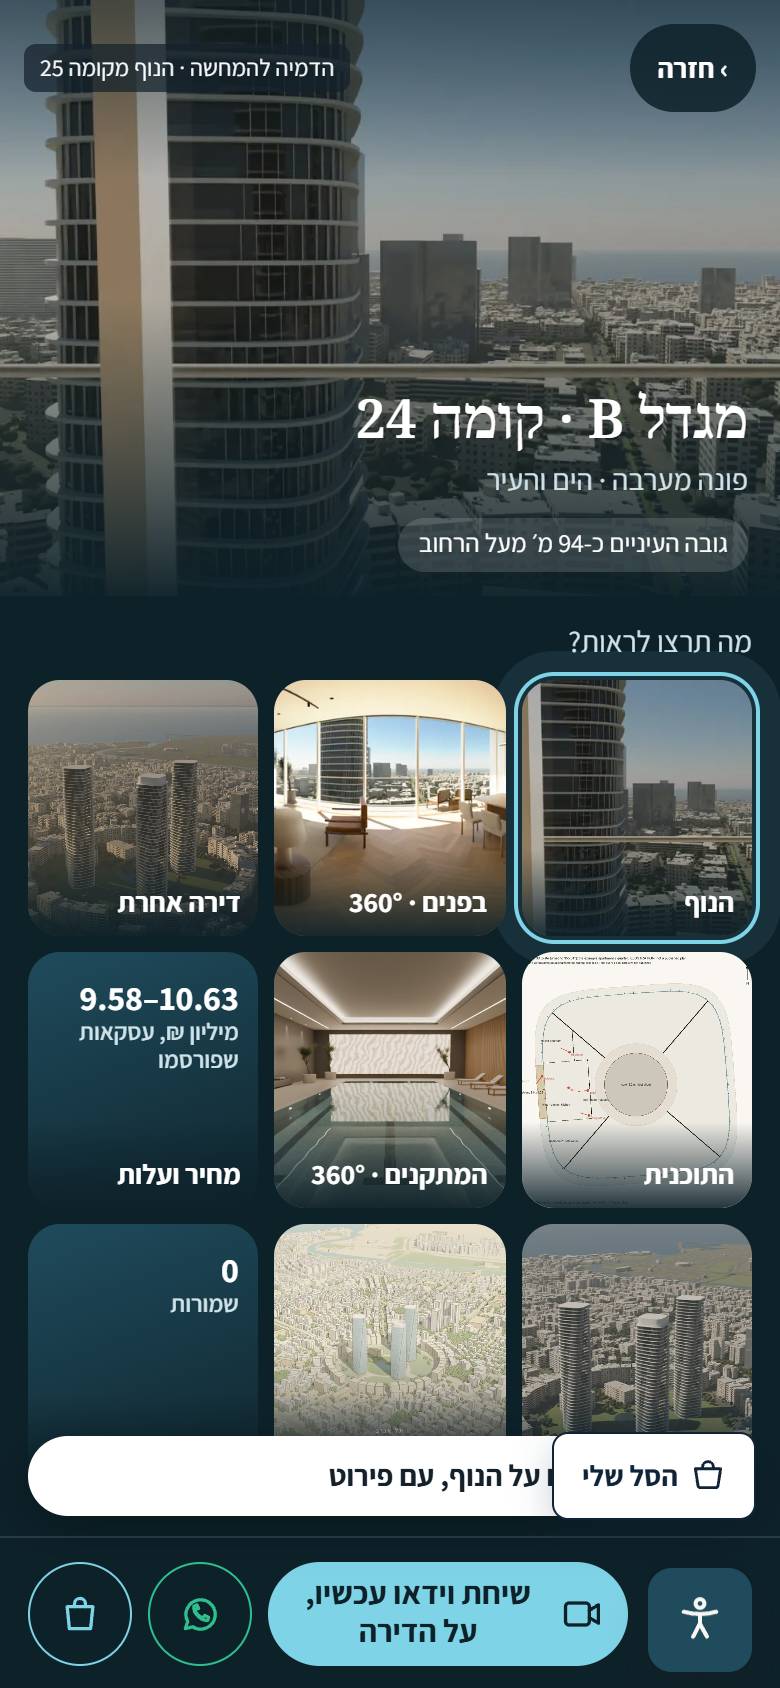 ‹ חזרה
הדמיה להמחשה · הנוף מקומה 25
מגדל B · קומה 24
פונה מערבה · הים והעיר
גובה העיניים כ-94 מ׳ מעל הרחוב
מה תרצו לראות?
הנוף
בפנים · 360°
דירה אחרת
התוכנית
המתקנים · 360°
9.58–10.63
מיליון ₪, עסקאות
שפורסמו
מחיר ועלות
0
שמורות
הסל שלי
על הנוף, עם פירוט
שיחת וידאו עכשיו,
על הדירה